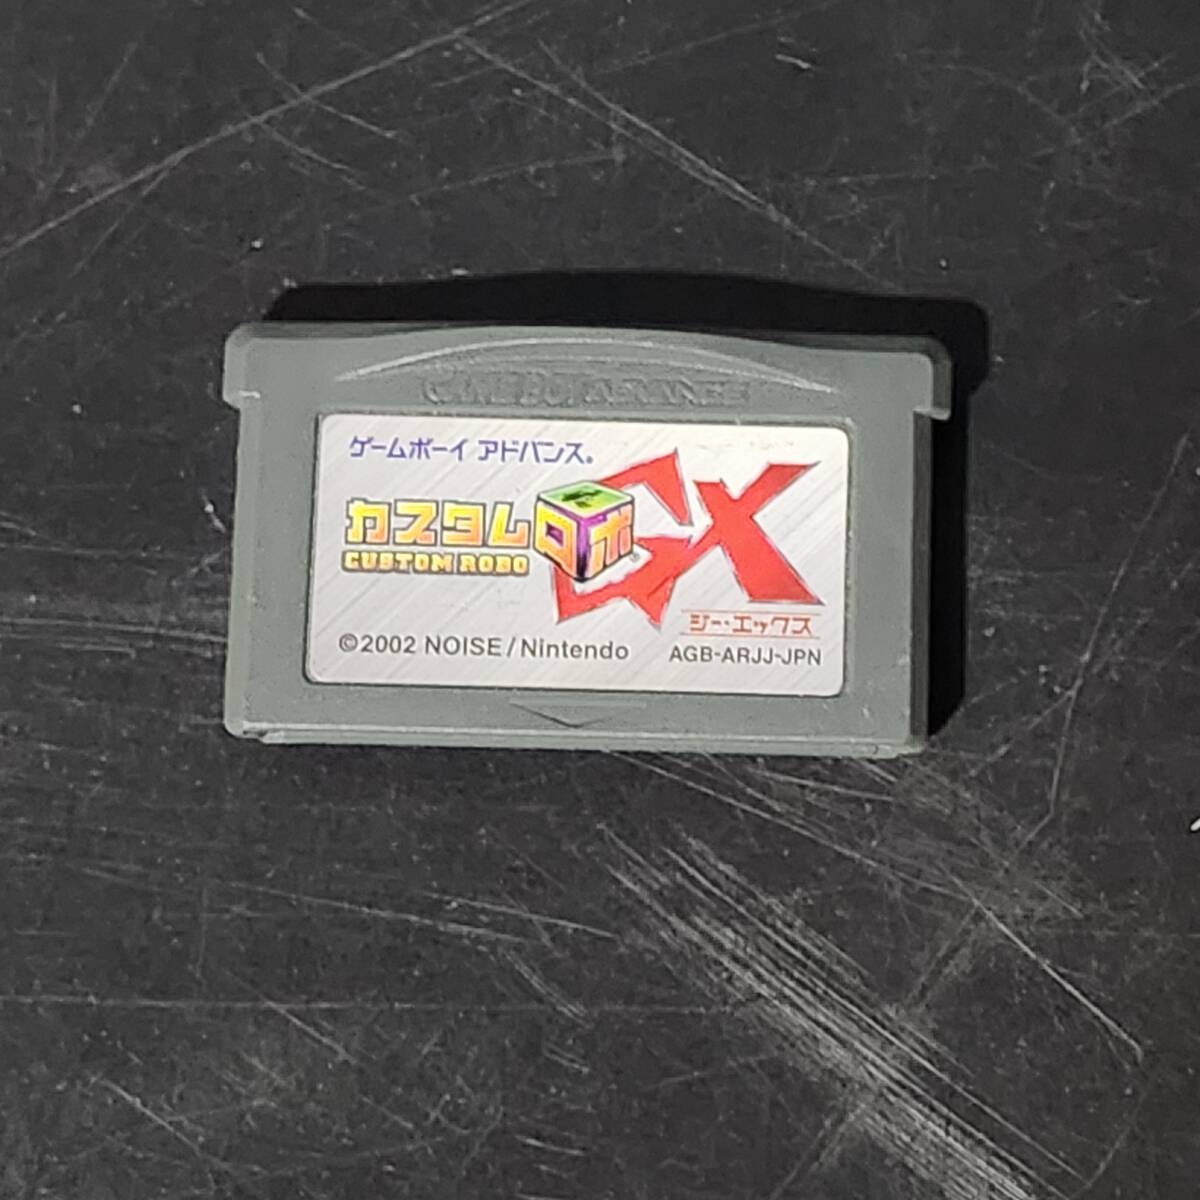 GAME BOY ADVANCE
ゲームボーイ アドバンス®
カスタムロボ GX
CUSTOM ROBO
ジー・エックス
©2002 NOISE/Nintendo AGB-ARJJ-JPN